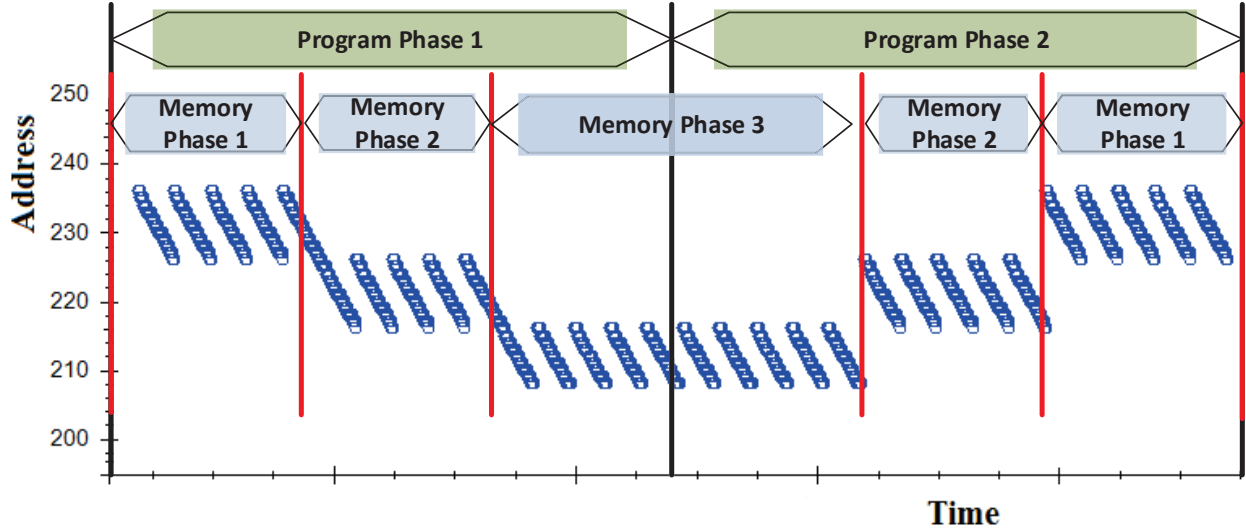 Program Phase 1
Program Phase 2
Memory
Phase 1
Memory
Phase 2
Memory Phase 3
Memory
Phase 2
Memory
Phase 1
Address
250
240
230
220
210
200
Time